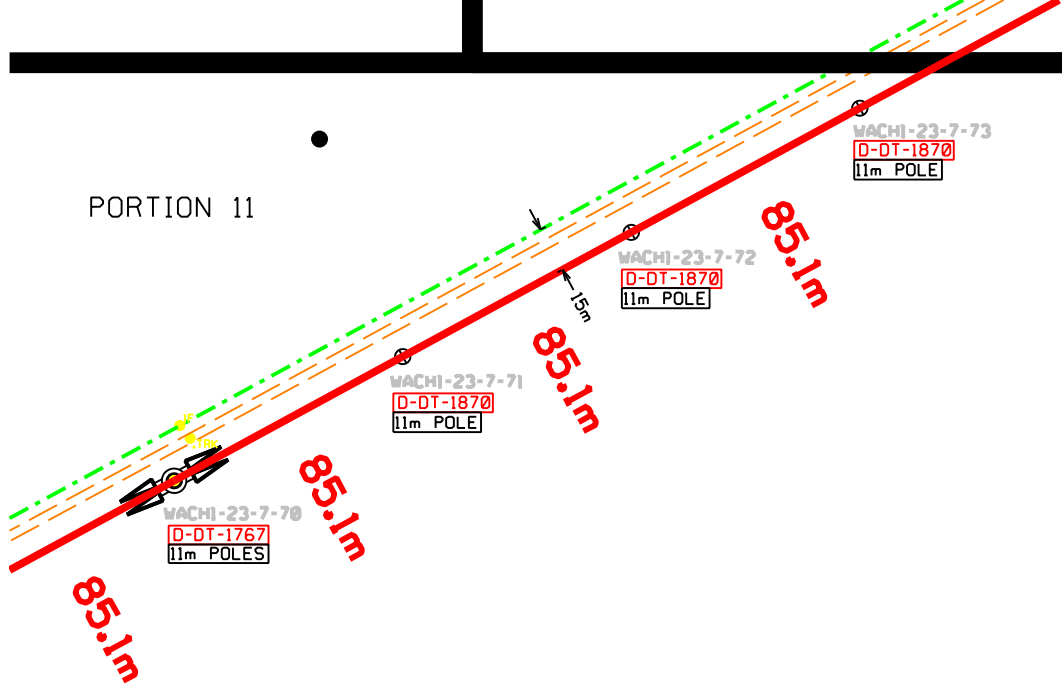 WACHI-23-7-73
D-DT-1870
11m POLE
PORTION 11
85.1m
WACHI-23-7-72
D-DT-1870
11m POLE
15m
85.1m
WACHI-23-7-71
D-DT-1870
11m POLE
TRK
85.1m
WACHI-23-7-70
D-DT-1767
11m POLES
85.1m